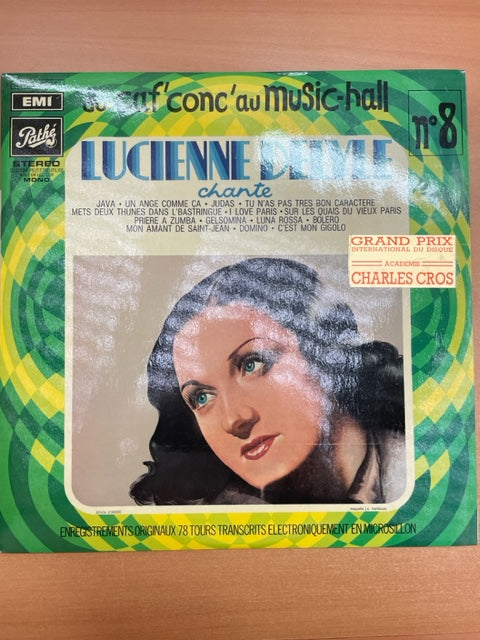 EMI
Pathé
STEREO
MONO
caf'conc' au music-hall
n°8
LUCIENNE DELYLE
chante
JAVA • UN ANGE COMME ÇA • JUDAS • TU N'AS PAS TRES BON CARACTERE
METS DEUX THUNES DANS L'BASTRINGUE • I LOVE PARIS • SUR LES QUAIS DU VIEUX PARIS
PRIERE A ZUMBA • GELSOMINA • LUNA ROSSA • BOLERO
MON AMANT DE SAINT-JEAN • DOMINO • C'EST MON GIGOLO
GRAND PRIX
INTERNATIONAL DU DISQUE
ACADEMIE
CHARLES CROS
ENREGISTREMENTS ORIGINAUX 78 TOURS TRANSCRITS ELECTRONIQUEMENT EN MICROSILLON